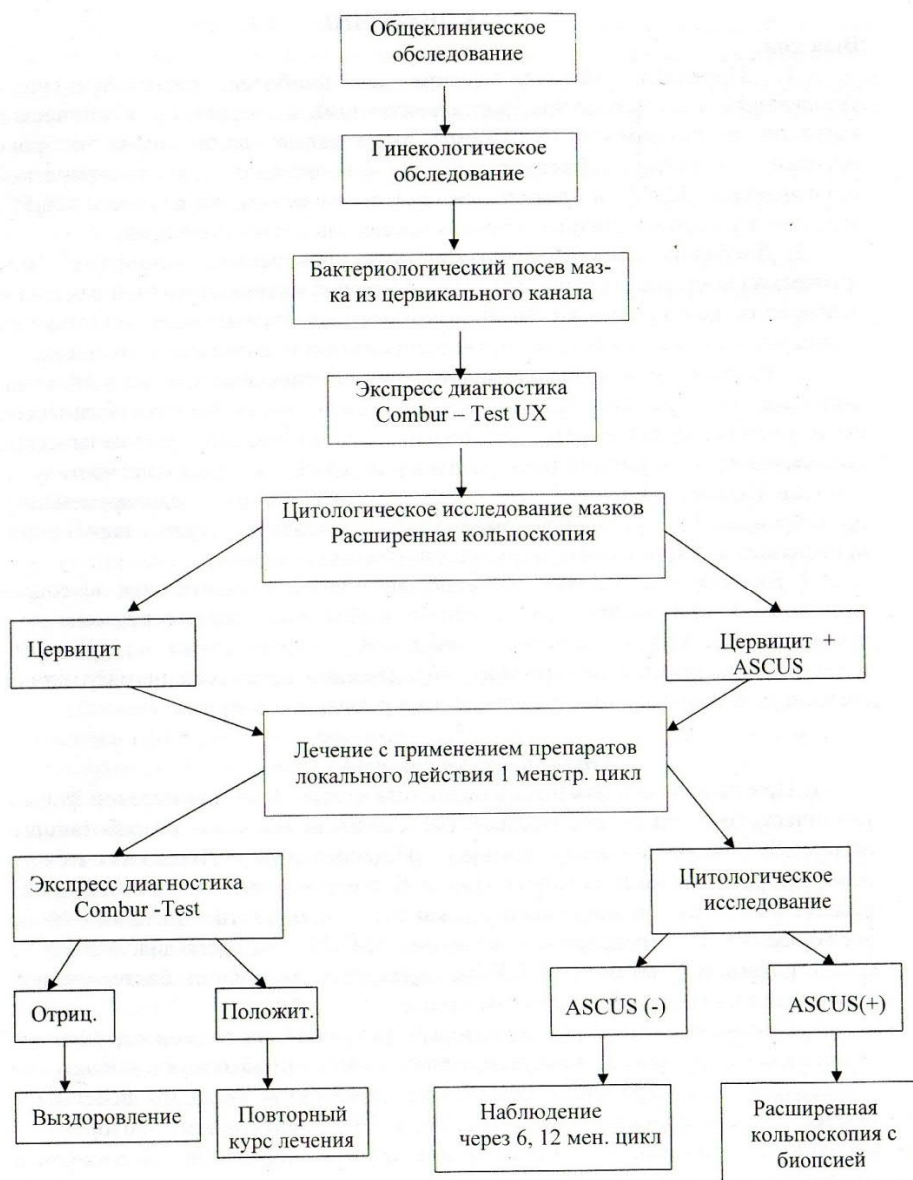 Общеклиническое
обследование
Гинекологическое
обследование
Бактериологический посев маз-
ка из цервикального канала
Экспресс диагностика
Combur – Test UX
Цитологическое исследование мазков
Расширенная кольпоскопия
Цервицит
Цервицит +
ASCUS
Лечение с применением препаратов
локального действия 1 менстр. цикл
Экспресс диагностика
Combur -Test
Цитологическое
исследование
Отриц.
Положит.
ASCUS (-)
ASCUS(+)
Выздоровление
Повторный
курс лечения
Наблюдение
через 6, 12 мен. цикл
Расширенная
кольпоскопия с
биопсией